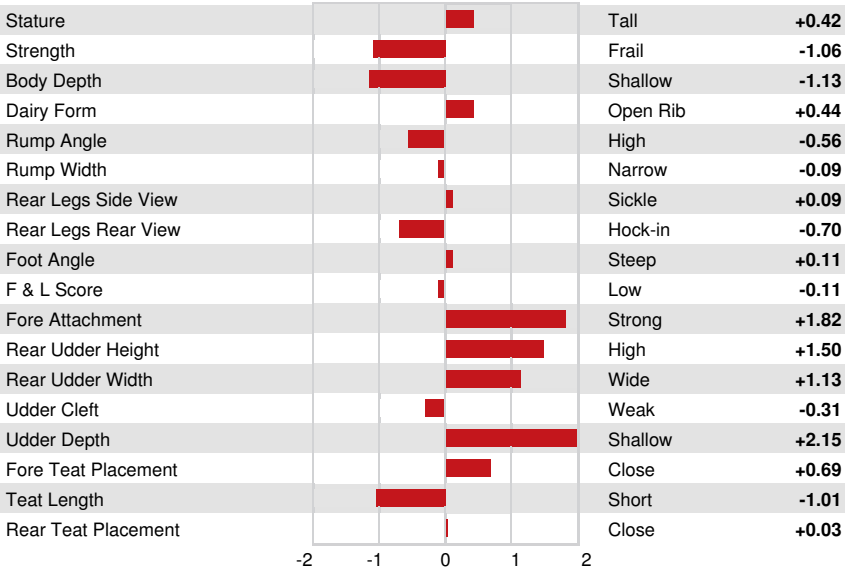 Stature Tall +0.42
Strength Frail -1.06
Body Depth Shallow -1.13
Dairy Form Open Rib +0.44
Rump Angle High -0.56
Rump Width Narrow -0.09
Rear Legs Side View Sickle +0.09
Rear Legs Rear View Hock-in -0.70
Foot Angle Steep +0.11
F & L Score Low -0.11
Fore Attachment Strong +1.82
Rear Udder Height High +1.50
Rear Udder Width Wide +1.13
Udder Cleft Weak -0.31
Udder Depth Shallow +2.15
Fore Teat Placement Close +0.69
Teat Length Short -1.01
Rear Teat Placement Close +0.03
-2 -1 0 1 2